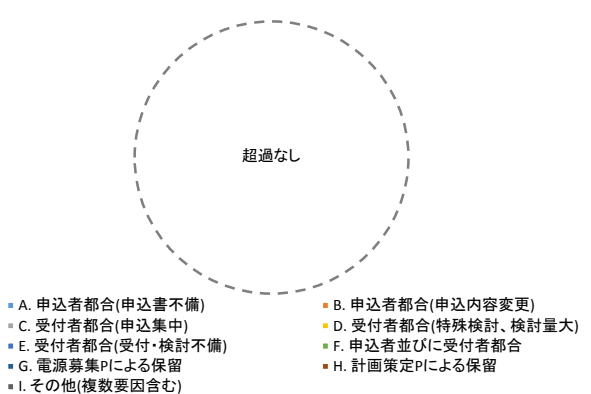 超過なし
A. 申込者都合(申込書不備)
B. 申込者都合(申込内容変更)
C. 受付者都合(申込集中)
D. 受付者都合(特殊検討、検討量大)
E. 受付者都合(受付・検討不備)
F. 申込者並びに受付者都合
G. 電源募集Pによる保留
H. 計画策定Pによる保留
I. その他(複数要因含む)